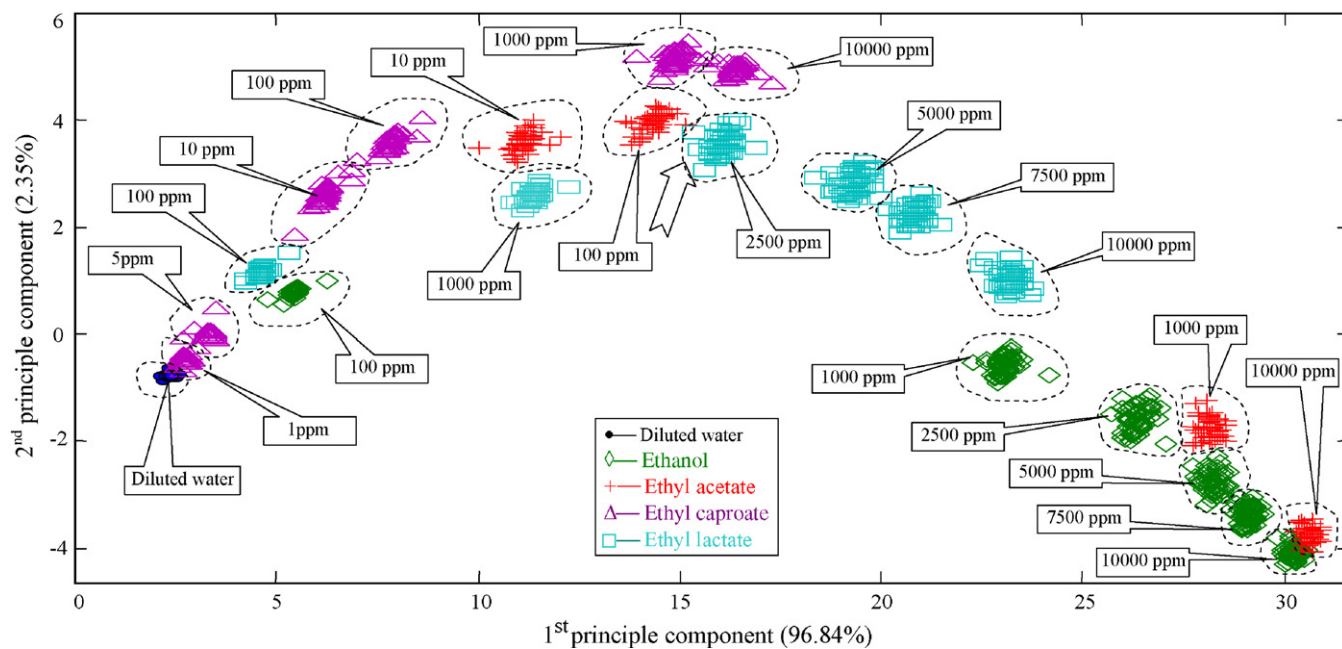 6
4
2
0
-2
-4
2nd principle component (2.35%)
0
5
10
15
20
25
30
1st principle component (96.84%)
1000 ppm
10000 ppm
10 ppm
100 ppm
5000 ppm
10 ppm
7500 ppm
100 ppm
5ppm
100 ppm
2500 ppm
10000 ppm
1000 ppm
100 ppm
1ppm
Diluted water
1000 ppm
1000 ppm
10000 ppm
2500 ppm
5000 ppm
7500 ppm
10000 ppm
Diluted water
Ethanol
Ethyl acetate
Ethyl caproate
Ethyl lactate